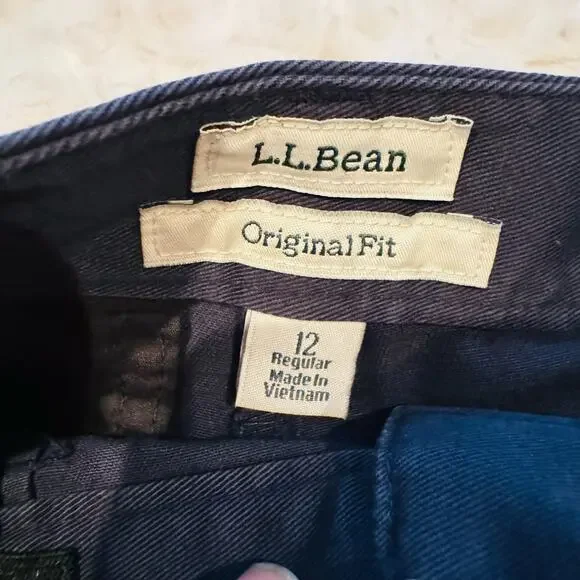 L.L.Bean
Original Fit
12
Regular
Made In
Vietnam